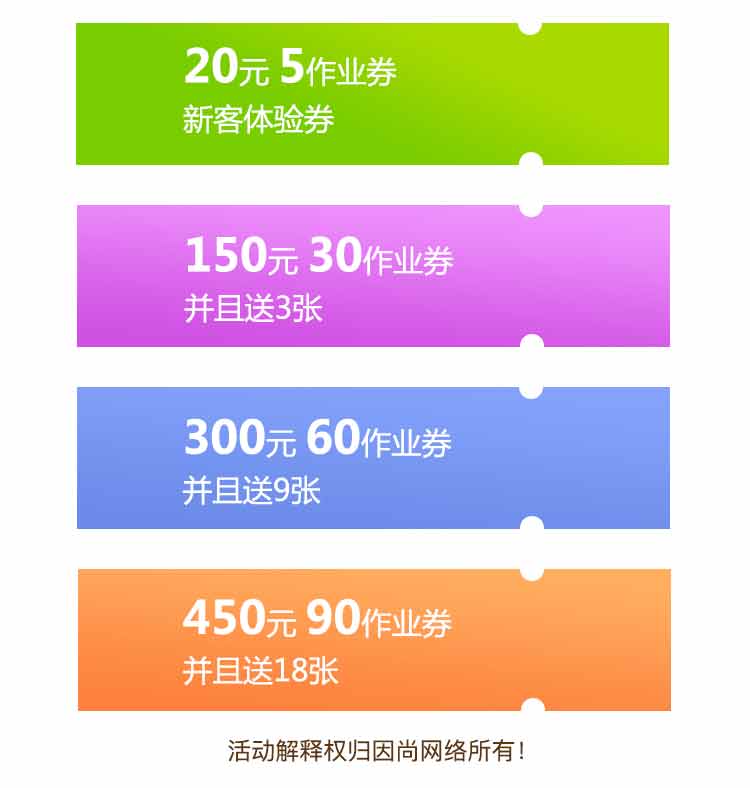 20元 5作业券
新客体验券
150元 30作业券
并且送3张
300元 60作业券
并且送9张
450元 90作业券
并且送18张
活动解释权归因尚网络所有!